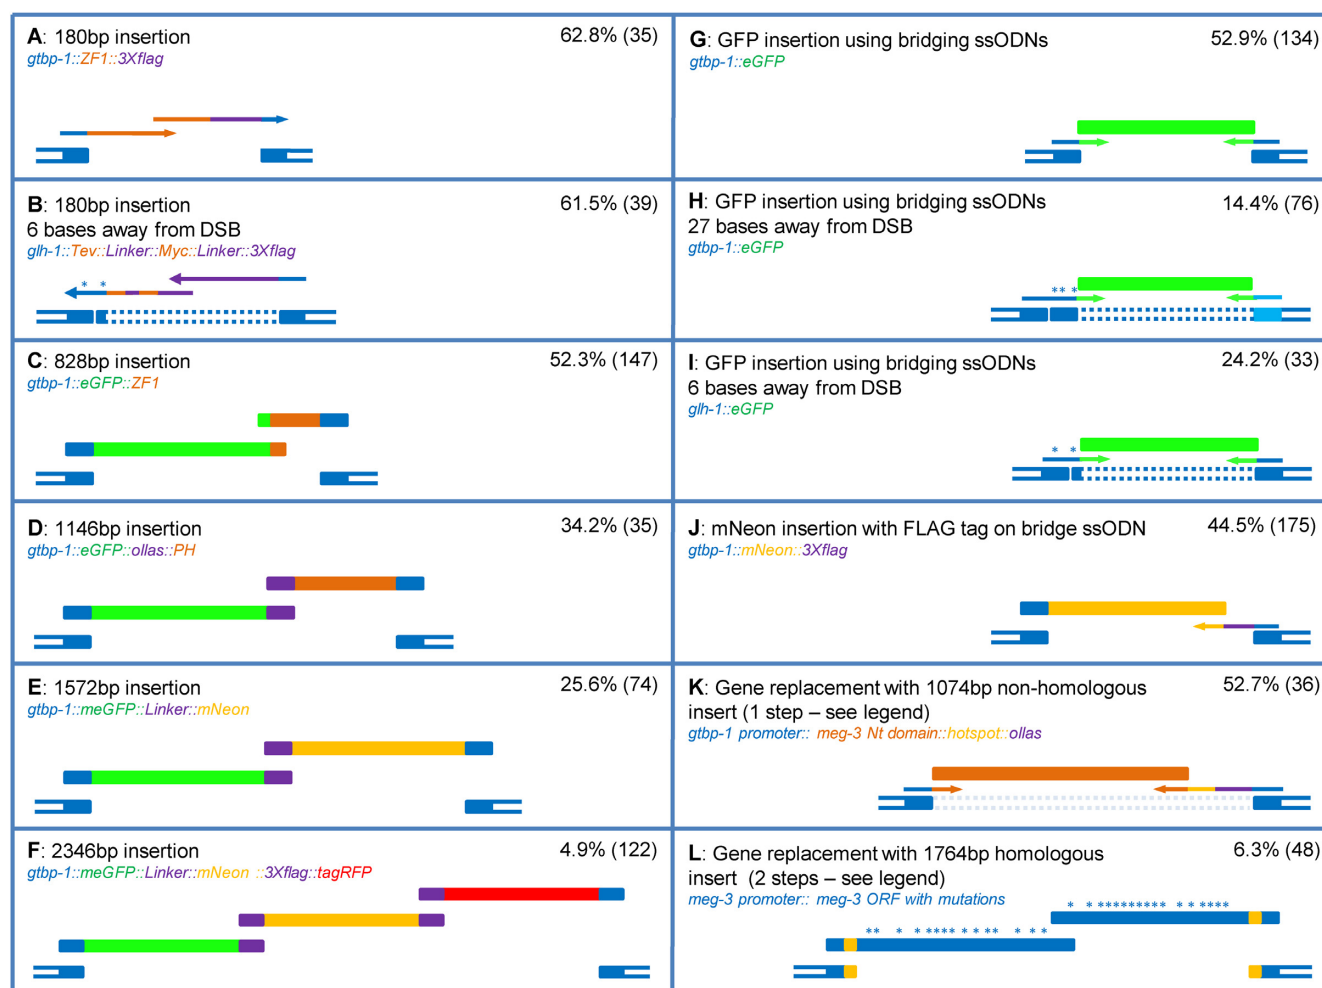 A: 180bp insertion 62.8% (35)
gtbp-1::ZF1::3Xflag
B: 180bp insertion 61.5% (39)
6 bases away from DSB
glh-1::Tev::Linker::Myc::Linker::3Xflag
* *
C: 828bp insertion 52.3% (147)
gtbp-1::eGFP::ZF1
D: 1146bp insertion 34.2% (35)
gtbp-1::eGFP::ollas::PH
E: 1572bp insertion 25.6% (74)
gtbp-1::meGFP::Linker::mNeon
F: 2346bp insertion 4.9% (122)
gtbp-1::meGFP::Linker::mNeon ::3Xflag::tagRFP
G: GFP insertion using bridging ssODNs 52.9% (134)
gtbp-1::eGFP
H: GFP insertion using bridging ssODNs 14.4% (76)
27 bases away from DSB
gtbp-1::eGFP
** *
I: GFP insertion using bridging ssODNs 24.2% (33)
6 bases away from DSB
glh-1::eGFP
* *
J: mNeon insertion with FLAG tag on bridge ssODN 44.5% (175)
gtbp-1::mNeon::3Xflag
K: Gene replacement with 1074bp non-homologous 52.7% (36)
insert (1 step – see legend)
gtbp-1 promoter:: meg-3 Nt domain::hotspot::ollas
L: Gene replacement with 1764bp homologous 6.3% (48)
insert (2 steps – see legend)
meg-3 promoter:: meg-3 ORF with mutations
* * *********** * * ****
** * * ***** * * ** * * *